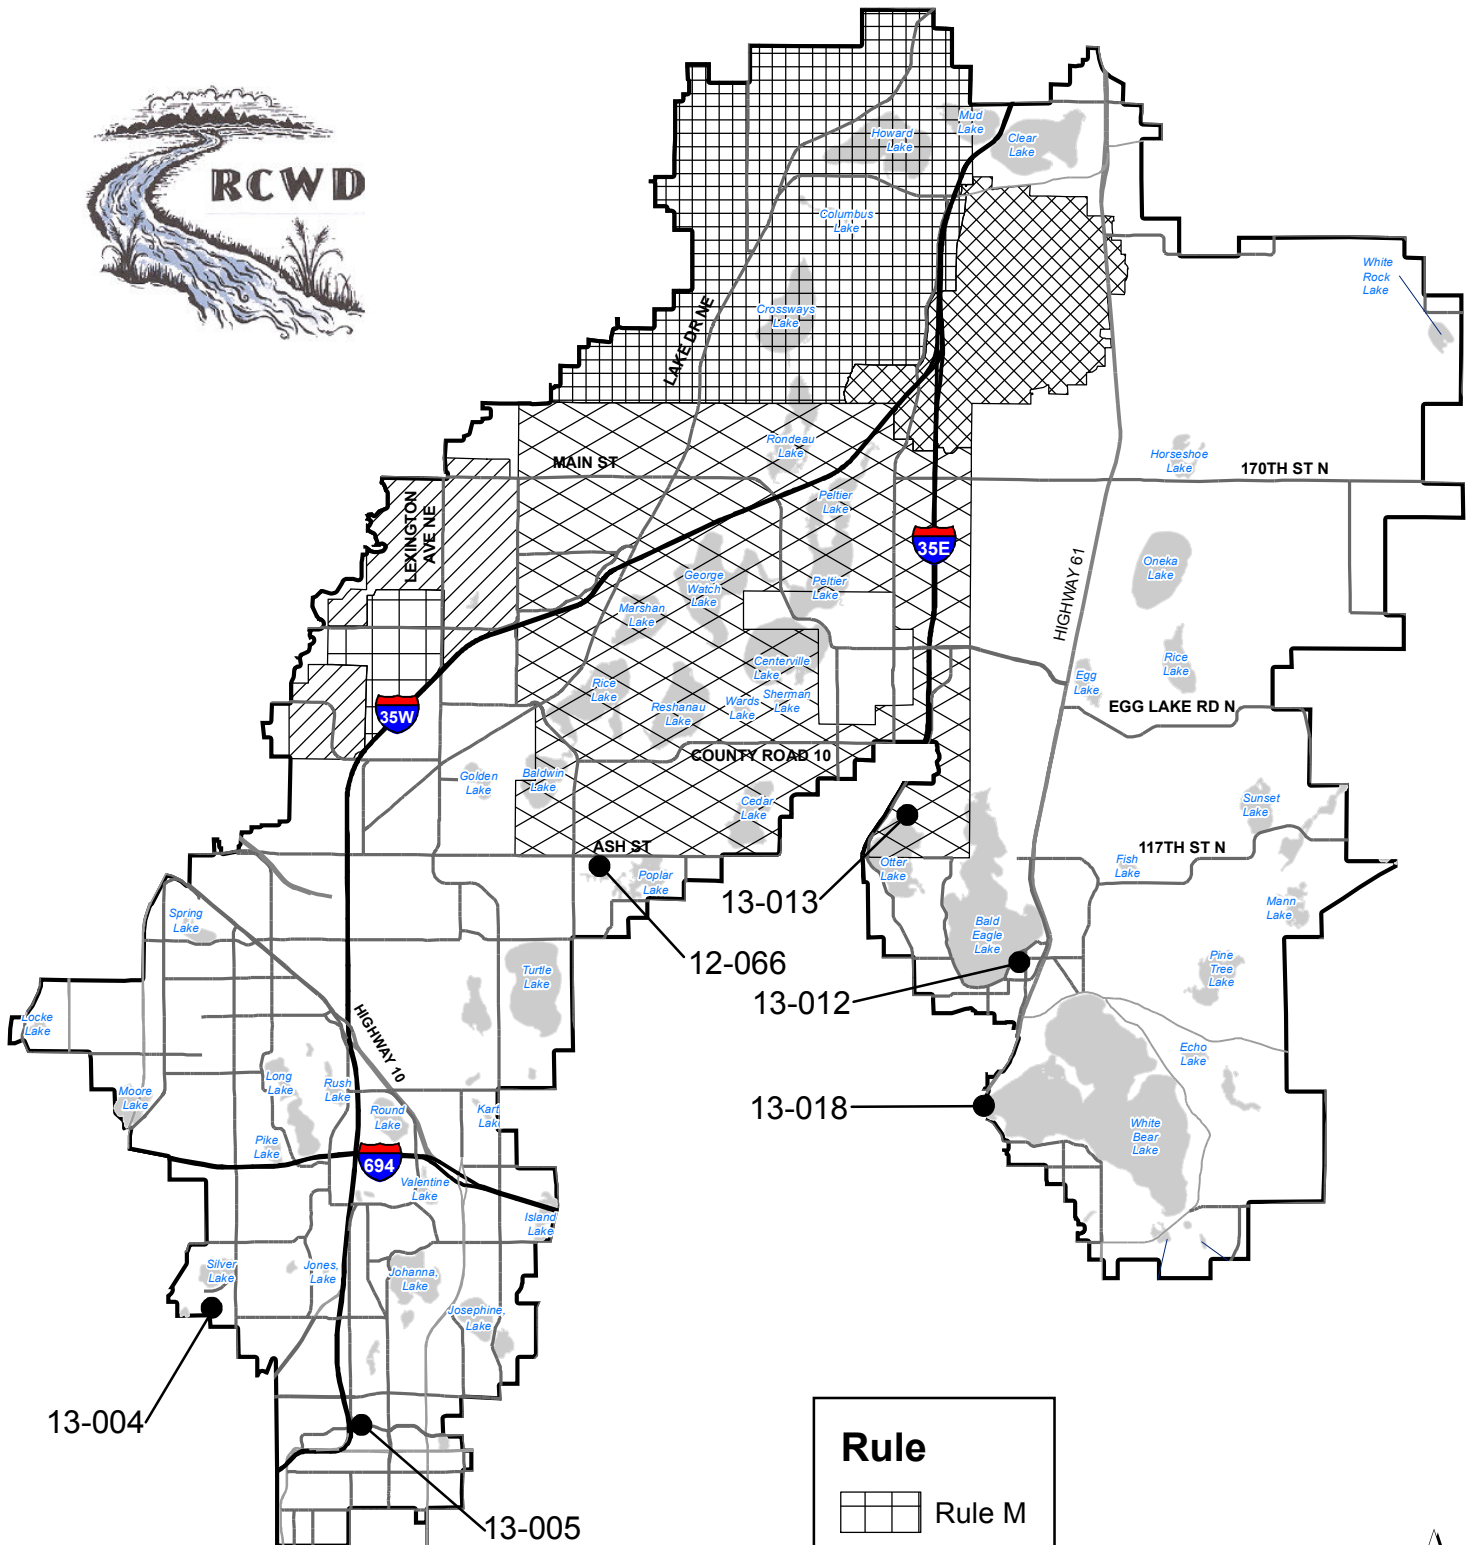 RCWD
Mud
Lake
Howard
Lake
Clear
Lake
Columbus
Lake
White
Rock
Lake
Crossways
Lake
LAKE DR NE
Rondeau
Lake
MAIN ST
Horseshoe
Lake
170TH ST N
Peltier
Lake
LEXINGTON
AVE NE
35E
HIGHWAY 61
Oneka
Lake
George
Watch
Lake
Peltier
Lake
Marshan
Lake
Centerville
Lake
Rice
Lake
Egg
Lake
Rice
Lake
Reshanau
Lake
Wards
Lake
Sherman
Lake
EGG LAKE RD N
35W
COUNTY ROAD 10
Golden
Lake
Baldwin
Lake
Cedar
Lake
Sunset
Lake
ASH ST
117TH ST N
Otter
Lake
Fish
Lake
Poplar
Lake
13-013
Mann
Lake
Spring
Lake
Bald
Eagle
Lake
12-066
Pine
Tree
Lake
Turtle
Lake
13-012
Locke
Lake
HIGHWAY 10
Echo
Lake
Long
Lake
Rush
Lake
Moore
Lake
Round
Lake
Kart
Lak
13-018
White
Bear
Lake
Pike
Lake
694
Valentine
Lake
Island
Lake
Silver
Lake
Jones,
Lake
Johanna,
Lake
Josephine,
Lake
13-004
13-005
Rule
Rule M